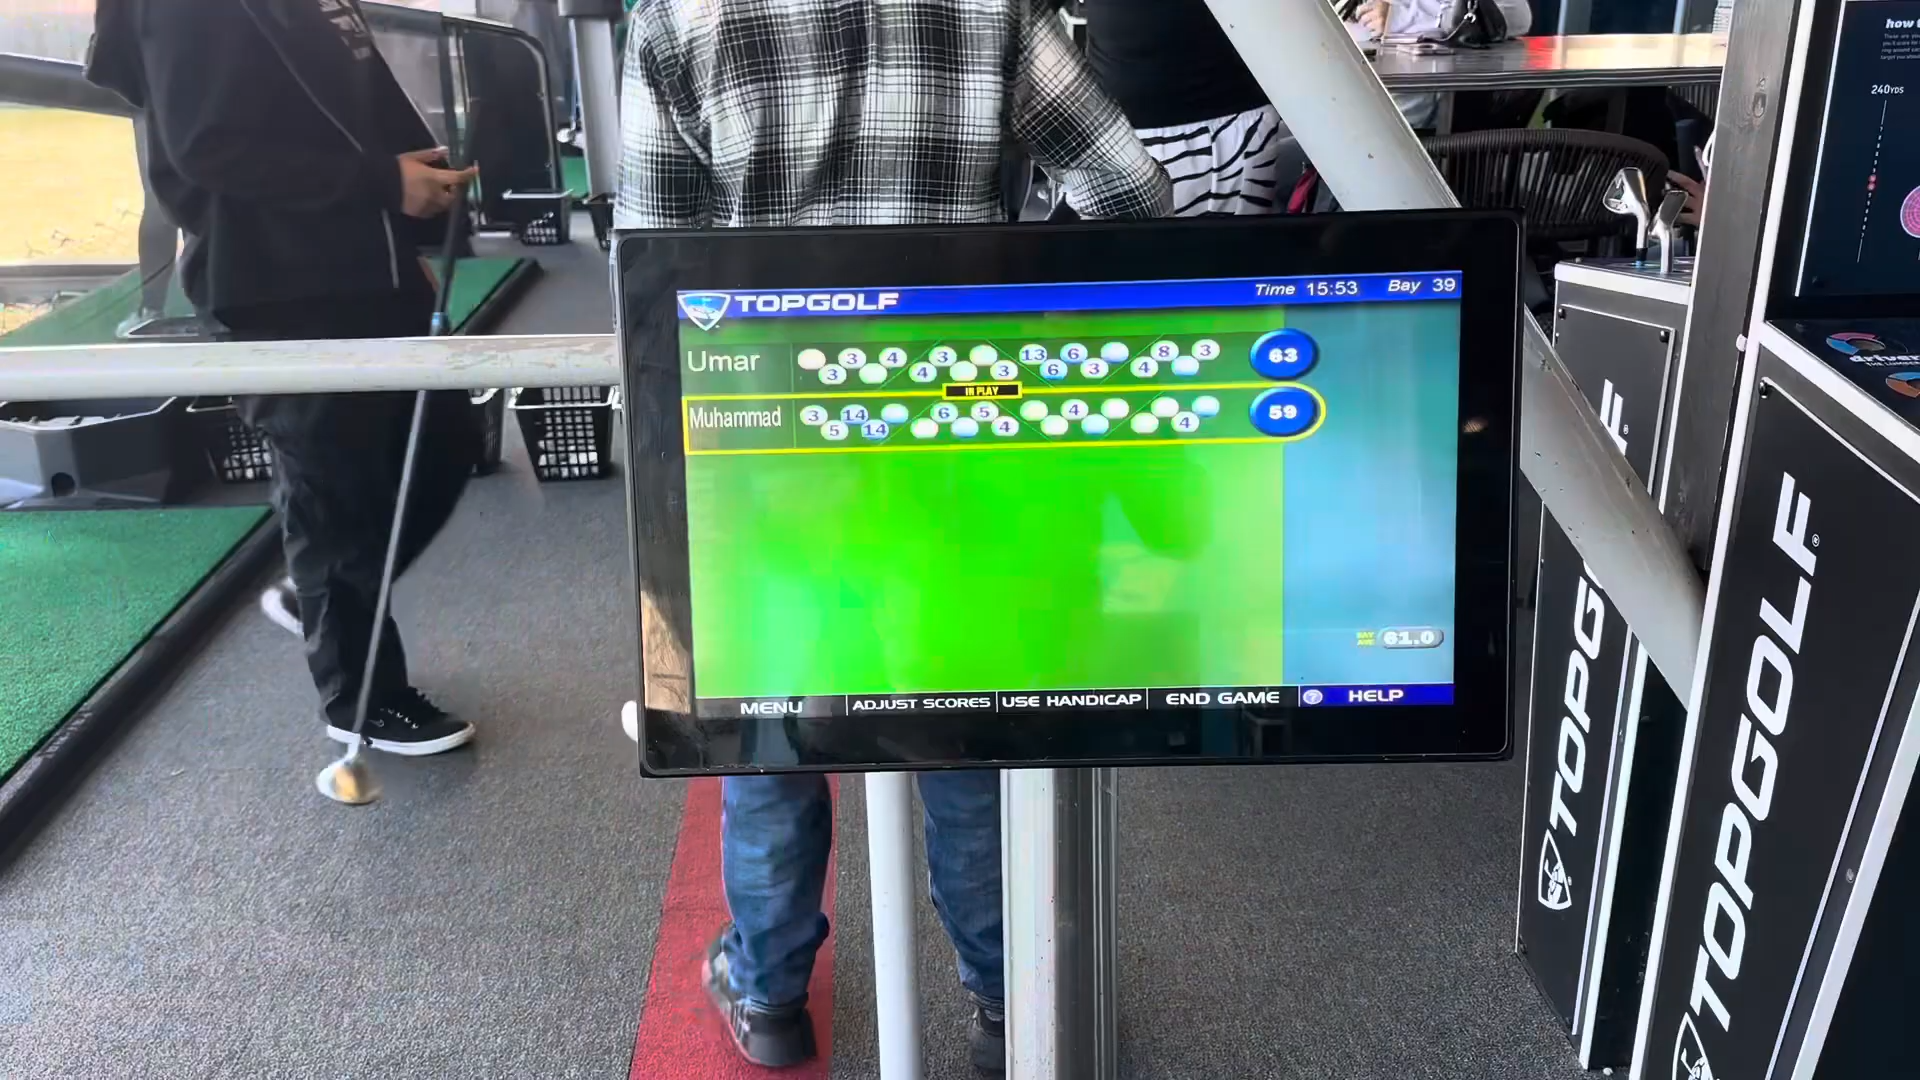 TOPGOLF Time 15:53 Bay 39
Umar 3 3 4 4 3 3 13 6 6 3 4 8 3 63
IN PLAY
Muhammad 3 5 14 14 6 5 4 4 4 59
61.0
MENU ADJUST SCORES USE HANDICAP END GAME ? HELP
how
240YDS
TOPGOLF
TOPGOLF